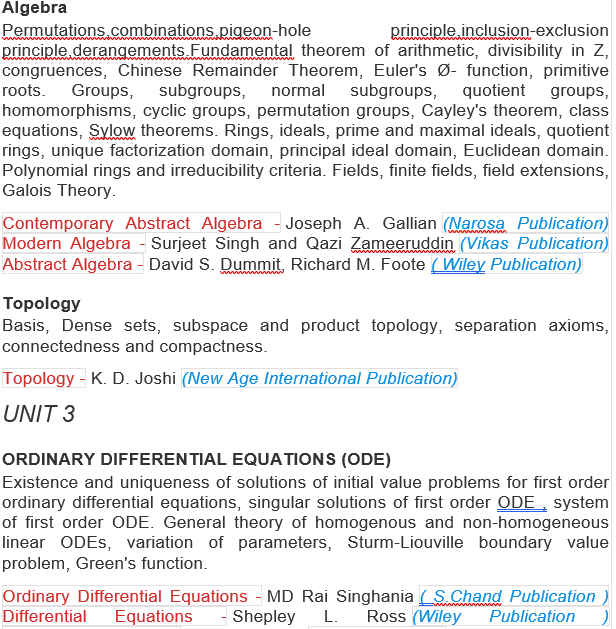 Algebra
Permutations,combinations,pigeon-hole principle,inclusion-exclusion
principle,derangements.Fundamental theorem of arithmetic, divisibility in Z,
congruences, Chinese Remainder Theorem, Euler's Ø- function, primitive
roots. Groups, subgroups, normal subgroups, quotient groups,
homomorphisms, cyclic groups, permutation groups, Cayley's theorem, class
equations, Sylow theorems. Rings, ideals, prime and maximal ideals, quotient
rings, unique factorization domain, principal ideal domain, Euclidean domain.
Polynomial rings and irreducibility criteria. Fields, finite fields, field extensions,
Galois Theory.
Contemporary Abstract Algebra - Joseph A. Gallian (Narosa Publication)
Modern Algebra - Surjeet Singh and Qazi Zameeruddin (Vikas Publication)
Abstract Algebra - David S. Dummit, Richard M. Foote ( Wiley Publication)
Topology
Basis, Dense sets, subspace and product topology, separation axioms,
connectedness and compactness.
Topology - K. D. Joshi (New Age International Publication)
UNIT 3
ORDINARY DIFFERENTIAL EQUATIONS (ODE)
Existence and uniqueness of solutions of initial value problems for first order
ordinary differential equations, singular solutions of first order ODE , system
of first order ODE. General theory of homogenous and non-homogeneous
linear ODEs, variation of parameters, Sturm-Liouville boundary value
problem, Green's function.
Ordinary Differential Equations - MD Rai Singhania ( S.Chand Publication )
Differential Equations - Shepley L. Ross (Wiley Publication )